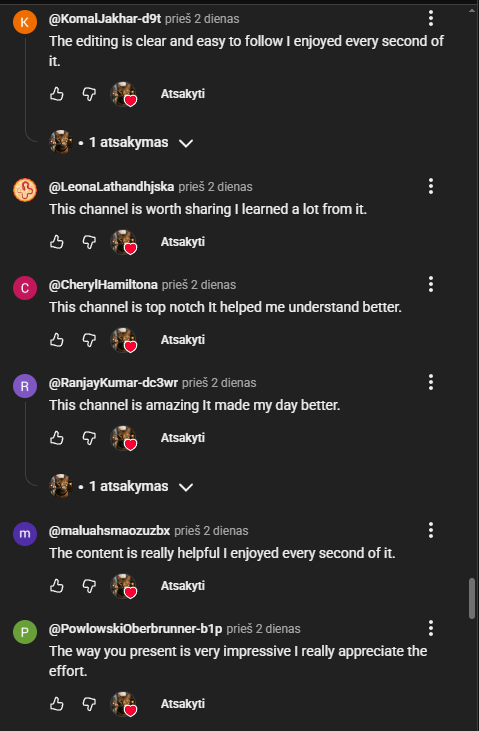 K
@KomalJakhar-d9t prieš 2 dienas
The editing is clear and easy to follow I enjoyed every second of
it.
Atsakyti
• 1 atsakymas
@LeonaLathandhjska prieš 2 dienas
This channel is worth sharing I learned a lot from it.
Atsakyti
C
@CherylHamiltona prieš 2 dienas
This channel is top notch It helped me understand better.
Atsakyti
R
@RanjayKumar-dc3wr prieš 2 dienas
This channel is amazing It made my day better.
Atsakyti
• 1 atsakymas
m
@maluahsmaozuzbx prieš 2 dienas
The content is really helpful I enjoyed every second of it.
Atsakyti
P
@PowlowskiOberbrunner-b1p prieš 2 dienas
The way you present is very impressive I really appreciate the
effort.
Atsakyti